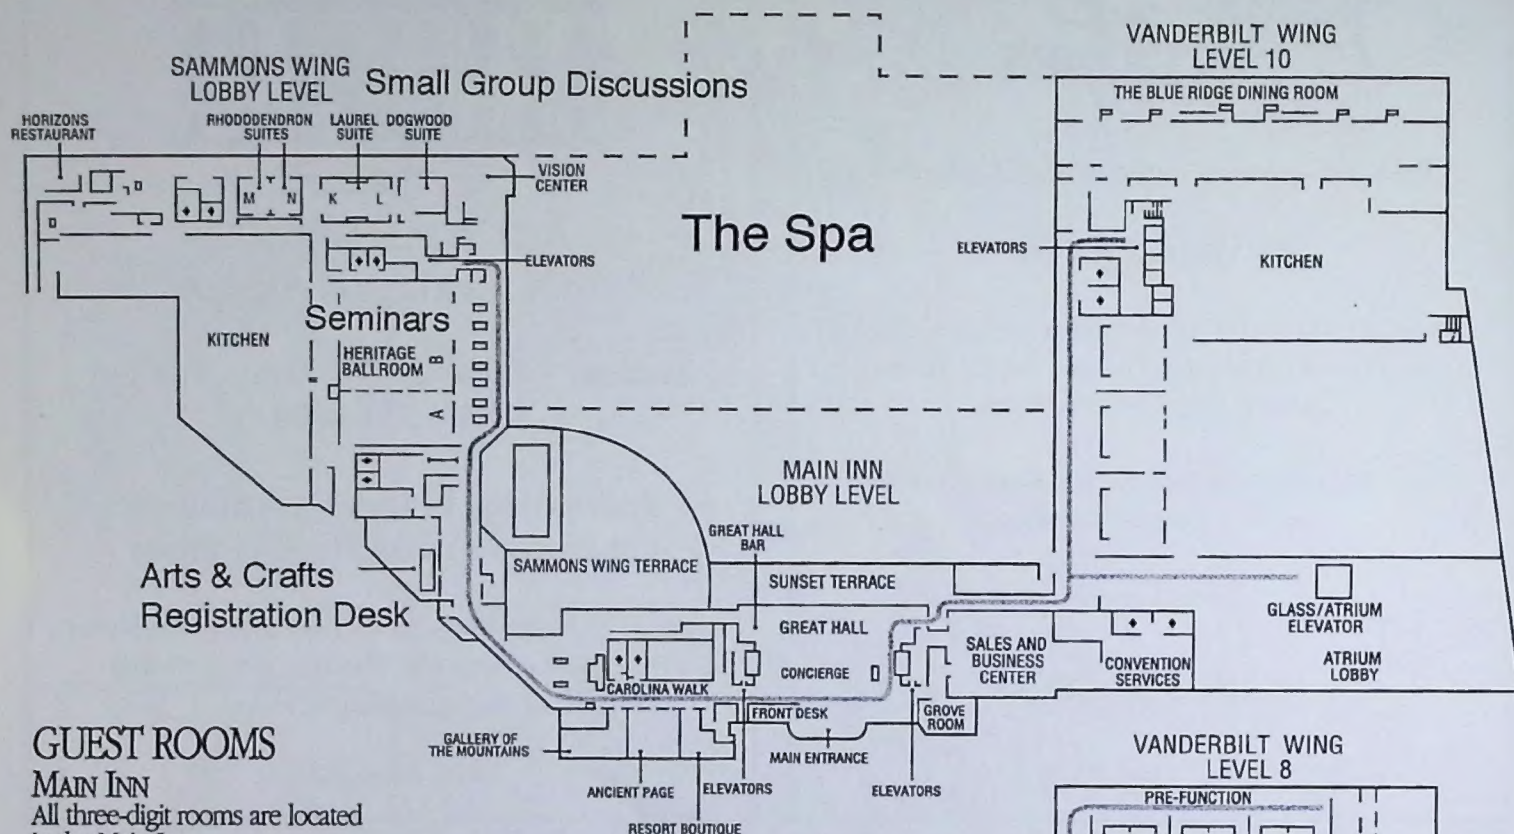 SAMMONS WING
LOBBY LEVEL
Small Group Discussions
HORIZONS
RESTAURANT
RHODODENDRON
SUITES
LAUREL
SUITE
DOGWOOD
SUITE
VISION
CENTER
M
N
K
L
ELEVATORS
Seminars
KITCHEN
HERITAGE
BALLROOM
B
A
The Spa
VANDERBILT WING
LEVEL 10
THE BLUE RIDGE DINING ROOM
ELEVATORS
KITCHEN
MAIN INN
LOBBY LEVEL
GREAT HALL
BAR
SAMMONS WING TERRACE
SUNSET TERRACE
Arts & Crafts
Registration Desk
GREAT HALL
CONCIERGE
CAROLINA WALK
SALES AND
BUSINESS
CENTER
CONVENTION
SERVICES
GLASS/ATRIUM
ELEVATOR
ATRIUM
LOBBY
FRONT DESK
GROVE
ROOM
GALLERY OF
THE MOUNTAINS
MAIN ENTRANCE
ANCIENT PAGE
ELEVATORS
ELEVATORS
RESORT BOUTIQUE
GUEST ROOMS
MAIN INN
All three-digit rooms are located
VANDERBILT WING
LEVEL 8
PRE-FUNCTION